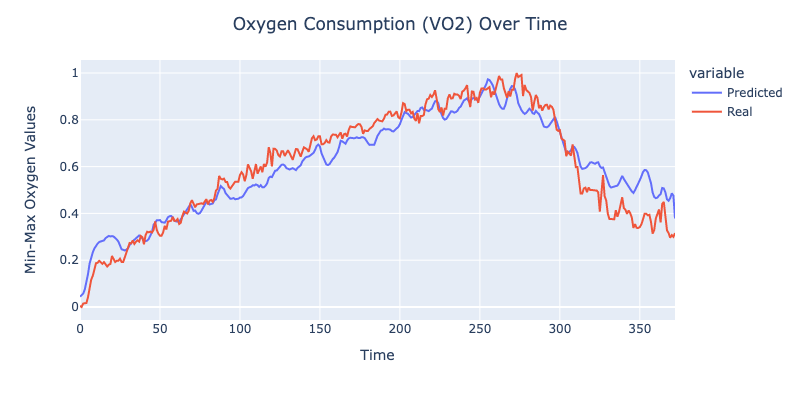 Oxygen Consumption (VO2) Over Time
variable
Predicted
Real
Min-Max Oxygen Values
1
0.8
0.6
0.4
0.2
0
0 50 100 150 200 250 300 350
Time